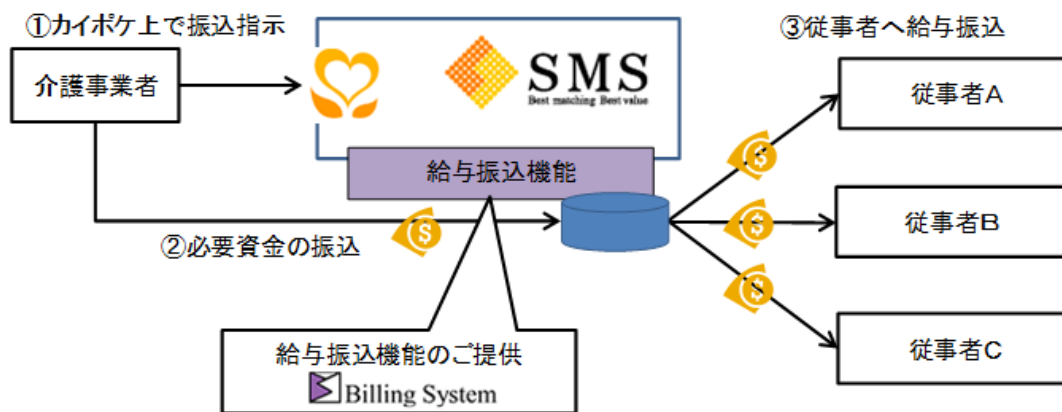 ①カイポケ上で振込指示
介護事業者
SMS
Best matching Best value
給与振込機能
②必要資金の振込
給与振込機能のご提供
Billing System
③従事者へ給与振込
従事者A
従事者B
従事者C